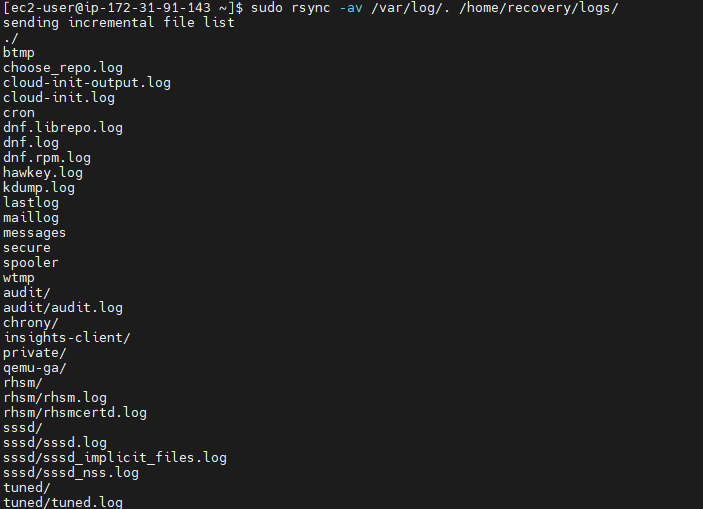 [ec2-user@ip-172-31-91-143 ~]$ sudo rsync -av /var/log/. /home/recovery/logs/
sending incremental file list
./
btmp
choose_repo.log
cloud-init-output.log
cloud-init.log
cron
dnf.librepo.log
dnf.log
dnf.rpm.log
hawkey.log
kdump.log
lastlog
maillog
messages
secure
spooler
wtmp
audit/
audit/audit.log
chrony/
insights-client/
private/
qemu-ga/
rhsm/
rhsm/rhsm.log
rhsm/rhsmcertd.log
sssd/
sssd/sssd.log
sssd/sssd_implicit_files.log
sssd/sssd_nss.log
tuned/
tuned/tuned.log